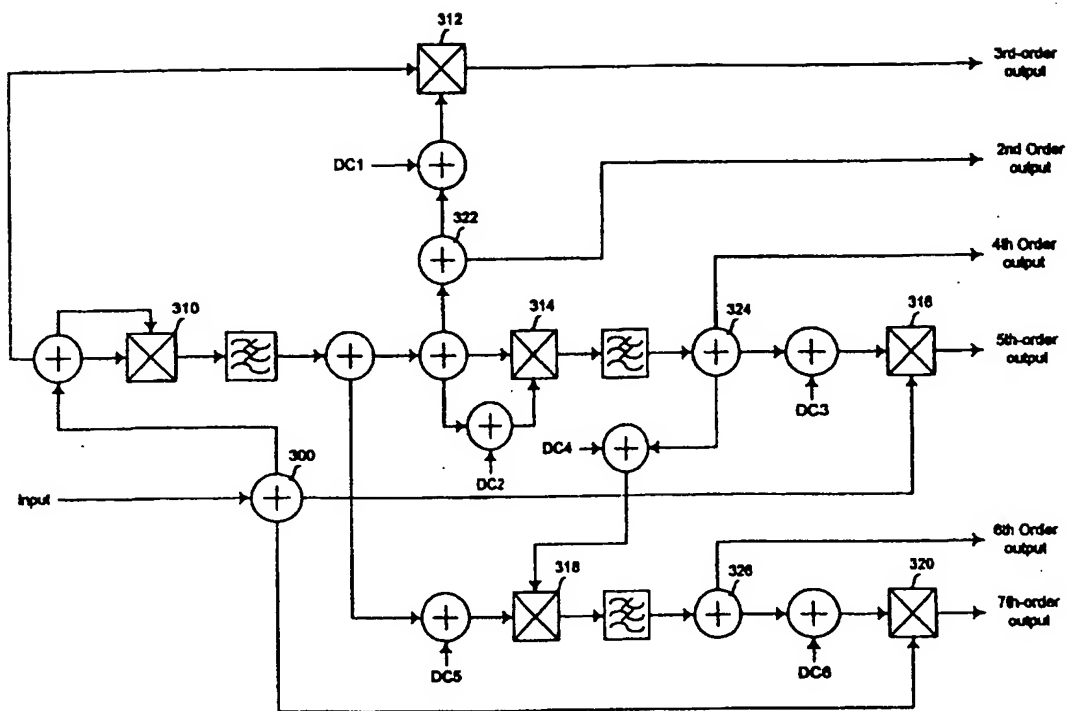 312
3rd-order
output
DC1
2nd Order
output
322
4th Order
output
310
314
324
316
5th-order
output
DC3
DC4
DC2
300
Input
6th Order
output
318
326
320
7th-order
output
DC5
DC6